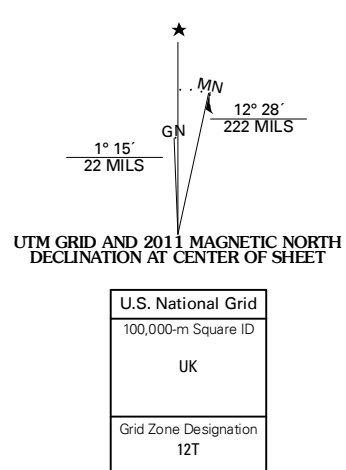 ★
MN
12° 28´
222 MILS
GN
1° 15´
22 MILS
UTM GRID AND 2011 MAGNETIC NORTH
DECLINATION AT CENTER OF SHEET
U.S. National Grid
100,000-m Square ID
UK
Grid Zone Designation
12T